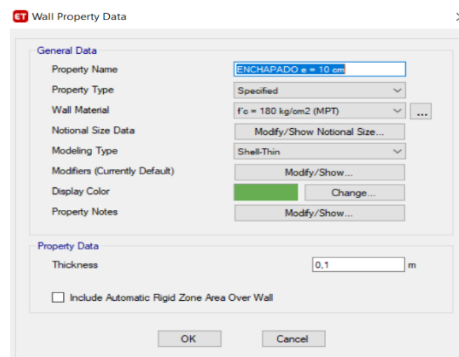 ET Wall Property Data
General Data
Property Name ENCHAPADO e = 10 cm
Property Type Specified
Wall Material f'c = 180 kg/cm2 (MPT) ...
Notional Size Data Modify/Show Notional Size...
Modeling Type Shell-Thin
Modifiers (Currently Default) Modify/Show...
Display Color Change...
Property Notes Modify/Show...
Property Data
Thickness 0,1 m
Include Automatic Rigid Zone Area Over Wall
OK Cancel